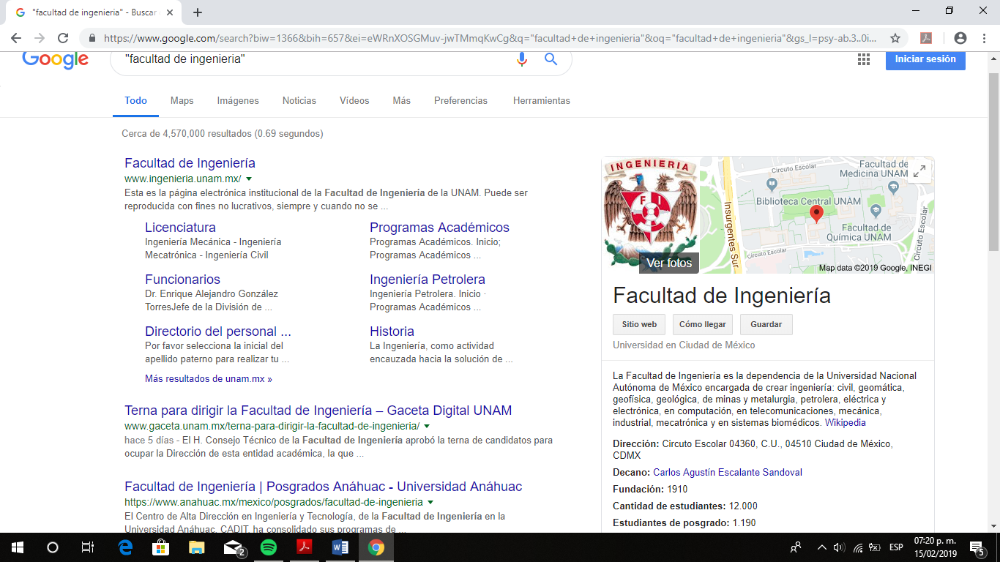 "facultad de ingenieria" - Buscar
https://www.google.com/search?biw=1366&bih=657&ei=eWRnXOSGMuv-jwTMmqKwCg&q="facultad+de+ingenieria"&oq="facultad+de+ingenieria"&gs_l=psy-ab.3..0i...
Google
"facultad de ingenieria"
Iniciar sesión
Todo Maps Imágenes Noticias Vídeos Más Preferencias Herramientas
Cerca de 4,570,000 resultados (0.69 segundos)
Facultad de Ingeniería
www.ingenieria.unam.mx/
Esta es la página electrónica institucional de la Facultad de Ingeniería de la UNAM. Puede ser
reproducida con fines no lucrativos, siempre y cuando no se ...
Licenciatura
Ingeniería Mecánica - Ingeniería
Mecatrónica - Ingeniería Civil
Programas Académicos
Programas Académicos. Inicio;
Programas Académicos ...
Funcionarios
Dr. Enrique Alejandro González
TorresJefe de la División de ...
Ingeniería Petrolera
Ingeniería Petrolera. Inicio ·
Programas Académicos ...
Directorio del personal ...
Por favor selecciona la inicial del
apellido paterno para realizar tu ...
Historia
La Ingeniería, como actividad
encauzada hacia la solución de ...
Más resultados de unam.mx »
Terna para dirigir la Facultad de Ingeniería – Gaceta Digital UNAM
www.gaceta.unam.mx/terna-para-dirigir-la-facultad-de-ingenieria/
hace 5 días - El H. Consejo Técnico de la Facultad de Ingeniería aprobó la terna de candidatos para
ocupar la Dirección de esta entidad académica, la que ...
Facultad de Ingeniería | Posgrados Anáhuac - Universidad Anáhuac
https://www.anahuac.mx/mexico/posgrados/facultad-de-ingenieria
El Centro de Alta Dirección en Ingeniería y Tecnología, de la Facultad de Ingeniería en la
Universidad Anáhuac, CADIT, ha consolidado sus programas de ...
INGENIERIA
F I
Ver fotos
Circuto Escolar
Facultad de
Medicina UNAM
Biblioteca Central UNAM
Insurgentes Sur
Facultad de
Química UNAM
Circuto Escolar
Circuto Escolar
Map data ©2019 Google, INEGI
Facultad de Ingeniería
Sitio web Cómo llegar Guardar
Universidad en Ciudad de México
La Facultad de Ingeniería es la dependencia de la Universidad Nacional
Autónoma de México encargada de crear ingeniería: civil, geomática,
geofísica, geológica, de minas y metalurgia, petrolera, eléctrica y
electrónica, en computación, en telecomunicaciones, mecánica,
industrial, mecatrónica y en sistemas biomédicos. Wikipedia
Dirección: Circuto Escolar 04360, C.U., 04510 Ciudad de México,
CDMX
Decano: Carlos Agustín Escalante Sandoval
Fundación: 1910
Cantidad de estudiantes: 12.000
Estudiantes de posgrado: 1.190
2
ESP
07:20 p. m.
15/02/2019
5